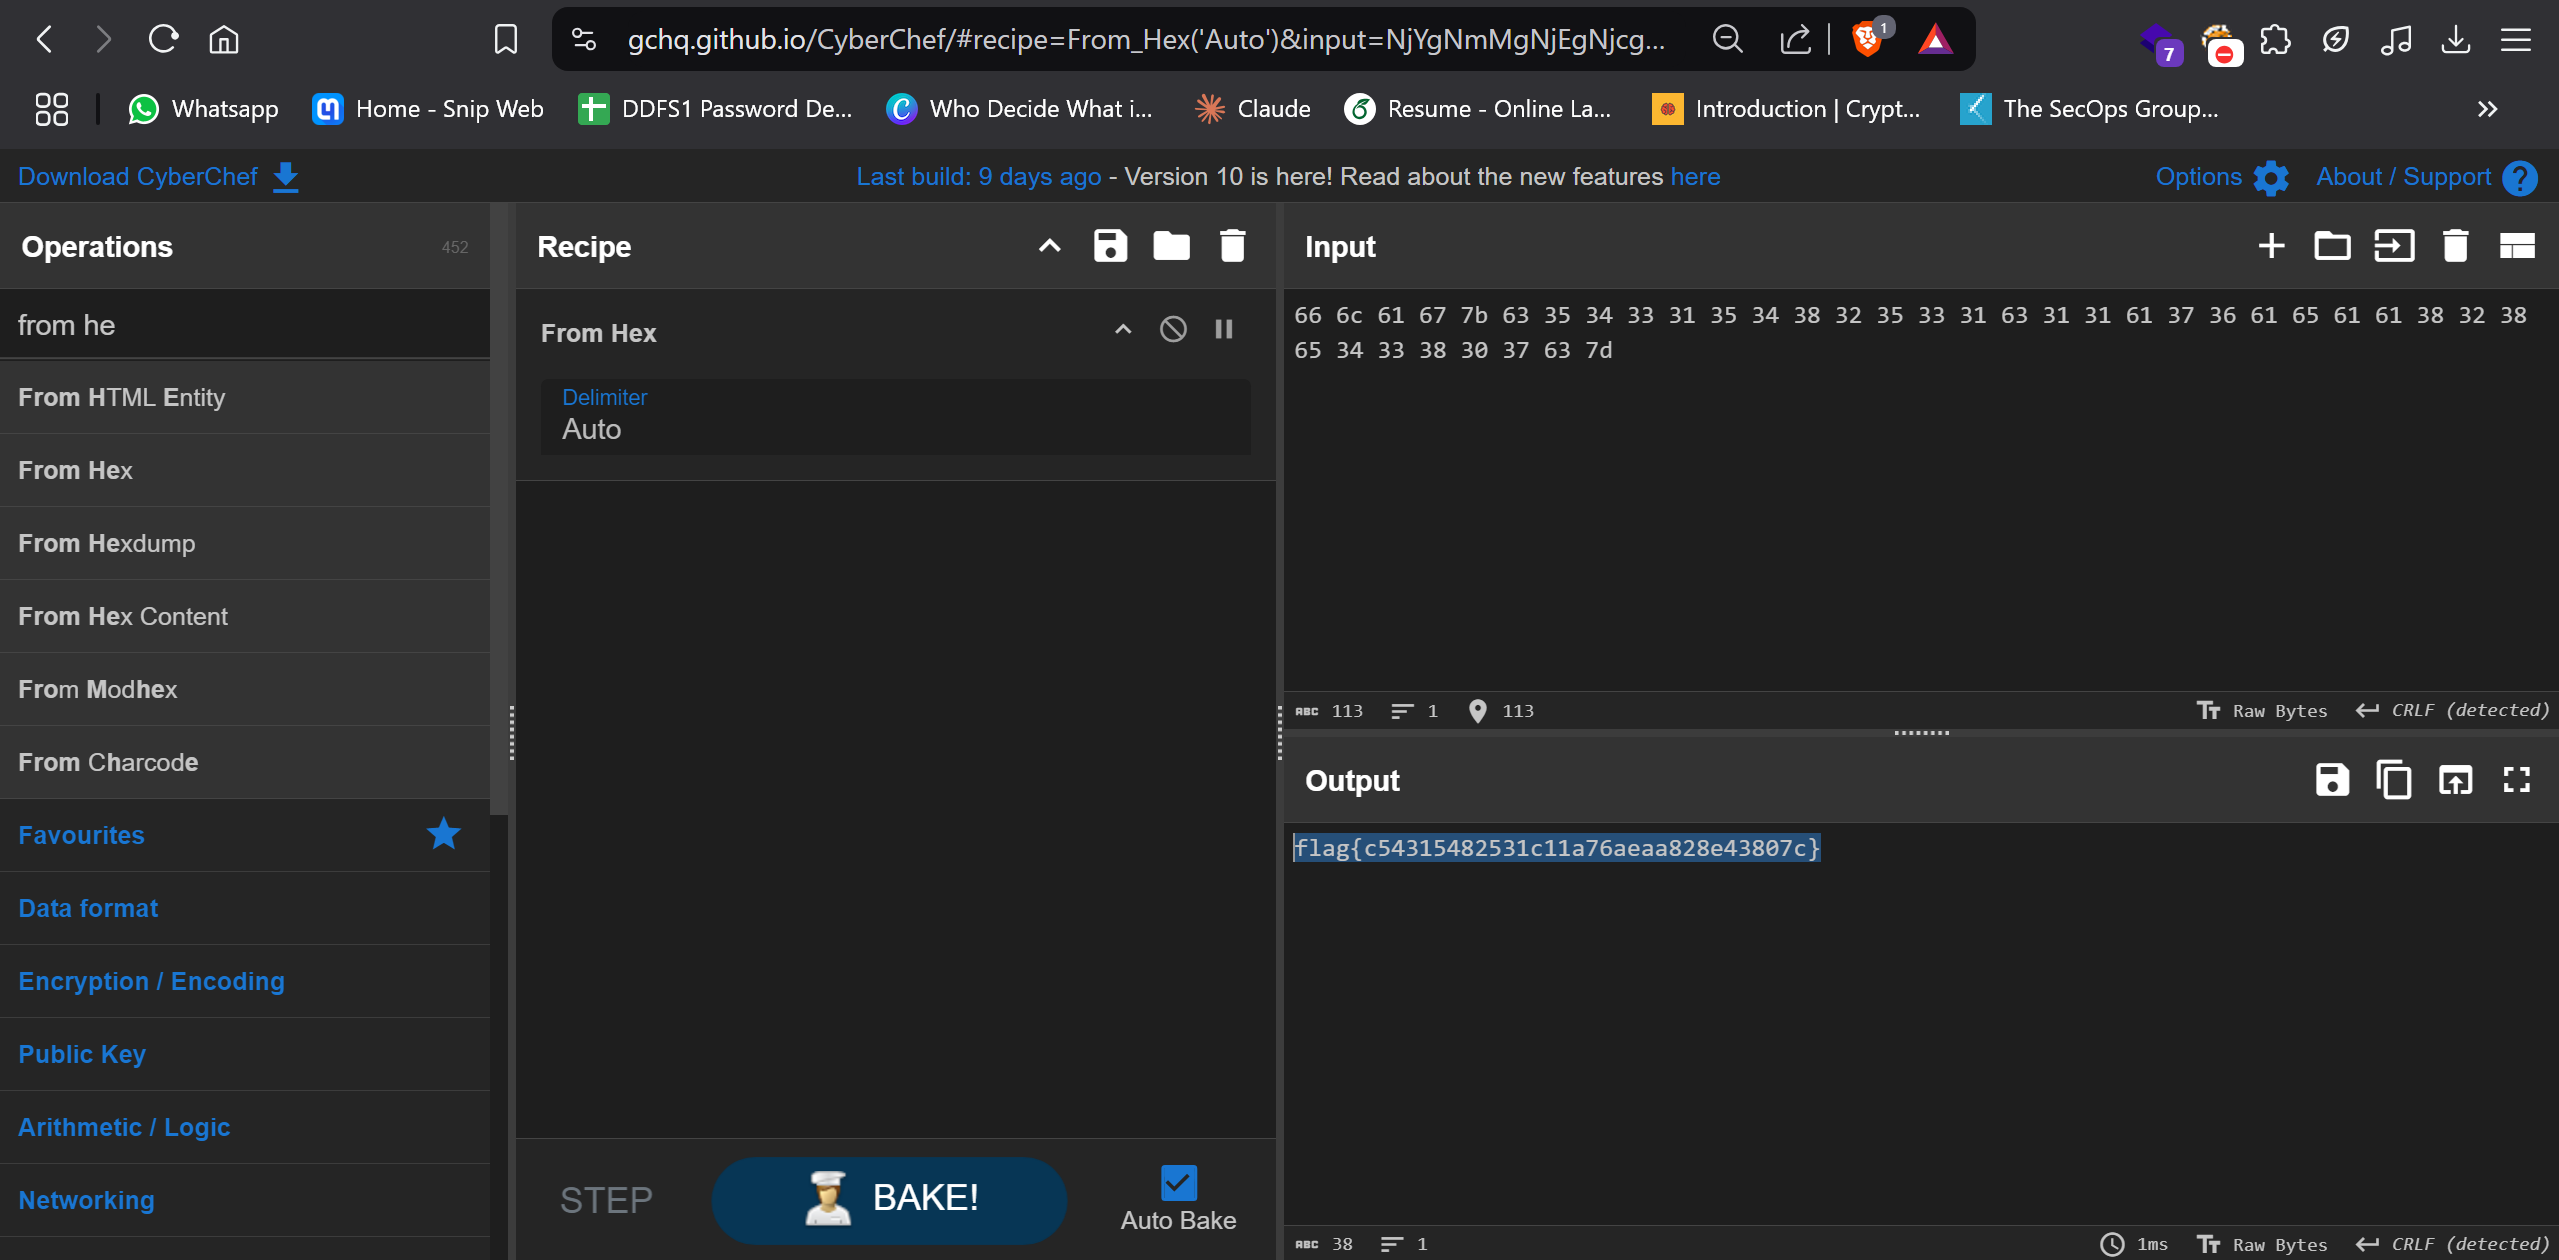 gchq.github.io/CyberChef/#recipe=From_Hex('Auto')&input=NjYgNmMgNjEgNjcg...
1
7
Whatsapp
Home - Snip Web
DDFS1 Password De...
Who Decide What i...
Claude
Resume - Online La...
Introduction | Crypt...
The SecOps Group...
Download CyberChef
Last build: 9 days ago - Version 10 is here! Read about the new features here
Options
About / Support
Operations
452
from he
From HTML Entity
From Hex
From Hexdump
From Hex Content
From Modhex
From Charcode
Favourites
Data format
Encryption / Encoding
Public Key
Arithmetic / Logic
Networking
Recipe
From Hex
Delimiter
Auto
STEP
BAKE!
Auto Bake
Input
66 6c 61 67 7b 63 35 34 33 31 35 34 38 32 35 33 31 63 31 31 61 37 36 61 65 61 61 38 32 38
65 34 33 38 30 37 63 7d
ABC 113 1 113
Tт Raw Bytes CRLF (detected)
Output
flag{c54315482531c11a76aeaa828e43807c}
ABC 38 1
1ms Tт Raw Bytes CRLF (detected)